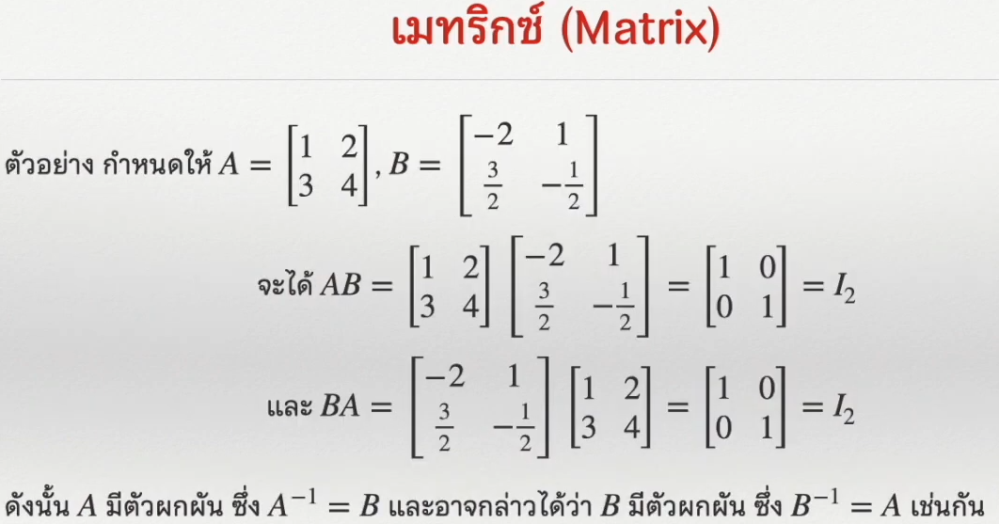 เมทริกซ์ (Matrix)
ตัวอย่าง กำหนดให้ $A = \begin{bmatrix} 1 & 2 \\ 3 & 4 \end{bmatrix}, B = \begin{bmatrix} -2 & 1 \\ \frac{3}{2} & -\frac{1}{2} \end{bmatrix}$
จะได้ $AB = \begin{bmatrix} 1 & 2 \\ 3 & 4 \end{bmatrix} \begin{bmatrix} -2 & 1 \\ \frac{3}{2} & -\frac{1}{2} \end{bmatrix} = \begin{bmatrix} 1 & 0 \\ 0 & 1 \end{bmatrix} = I_2$
และ $BA = \begin{bmatrix} -2 & 1 \\ \frac{3}{2} & -\frac{1}{2} \end{bmatrix} \begin{bmatrix} 1 & 2 \\ 3 & 4 \end{bmatrix} = \begin{bmatrix} 1 & 0 \\ 0 & 1 \end{bmatrix} = I_2$
ดังนั้น $A$ มีตัวผกผัน ซึ่ง $A^{-1} = B$ และอาจกล่าวได้ว่า $B$ มีตัวผกผัน ซึ่ง $B^{-1} = A$ เช่นกัน